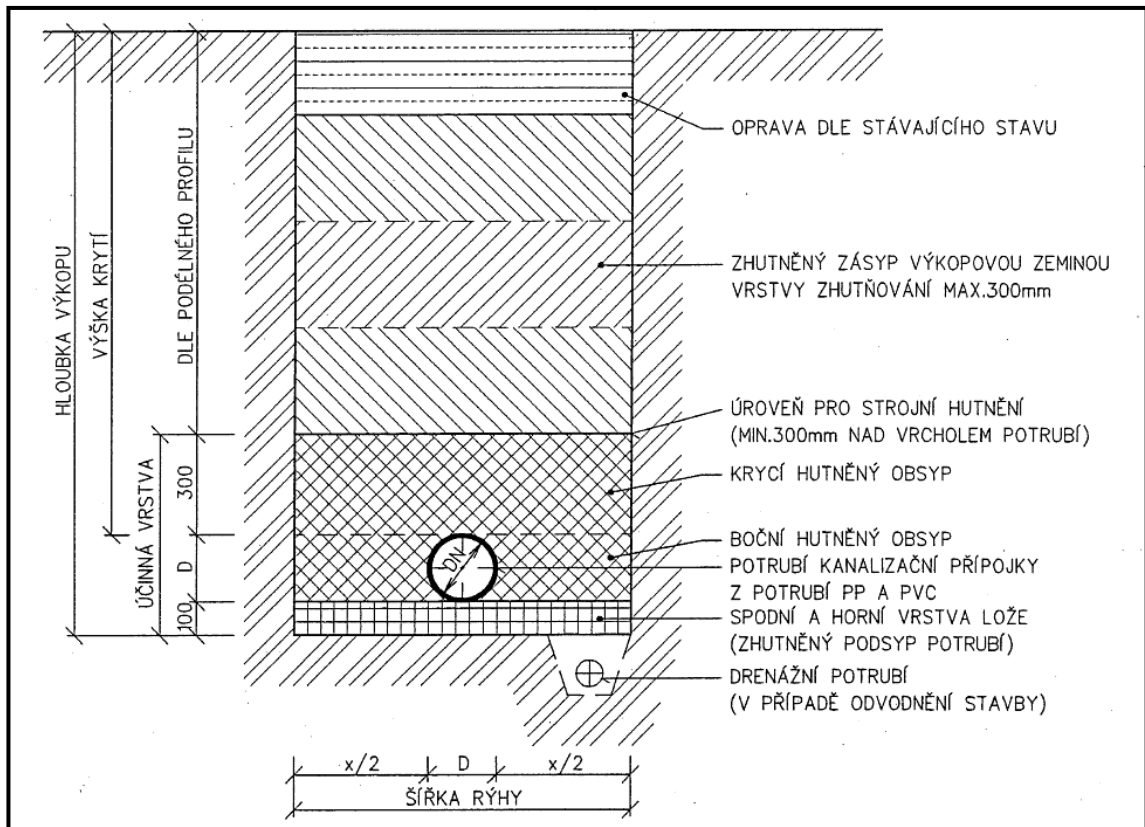 OPRAVA DLE STÁVAJÍCÍHO STAVU
ZHUTNĚNÝ ZÁSYP VÝKOPOVOU ZEMINOU
VRSTVY ZHUTŇOVÁNÍ MAX.300mm
ÚROVEŇ PRO STROJNÍ HUTNĚNÍ
(MIN.300mm NAD VRCHOLEM POTRUBÍ)
KRYCÍ HUTNĚNÝ OBSYP
BOČNÍ HUTNĚNÝ OBSYP
POTRUBÍ KANALIZAČNÍ PŘÍPOJKY
Z POTRUBÍ PP A PVC
SPODNÍ A HORNÍ VRSTVA LOŽE
(ZHUTNĚNÝ PODSYP POTRUBÍ)
DRENÁŽNÍ POTRUBÍ
(V PŘÍPADĚ ODVODNĚNÍ STAVBY)
HLOUBKA VÝKOPU
VÝŠKA KRYTÍ
DLE PODÉLNÉHO PROFILU
ÚČINNÁ VRSTVA
300
D
100
DN
x/2
D
x/2
ŠÍŘKA RÝHY